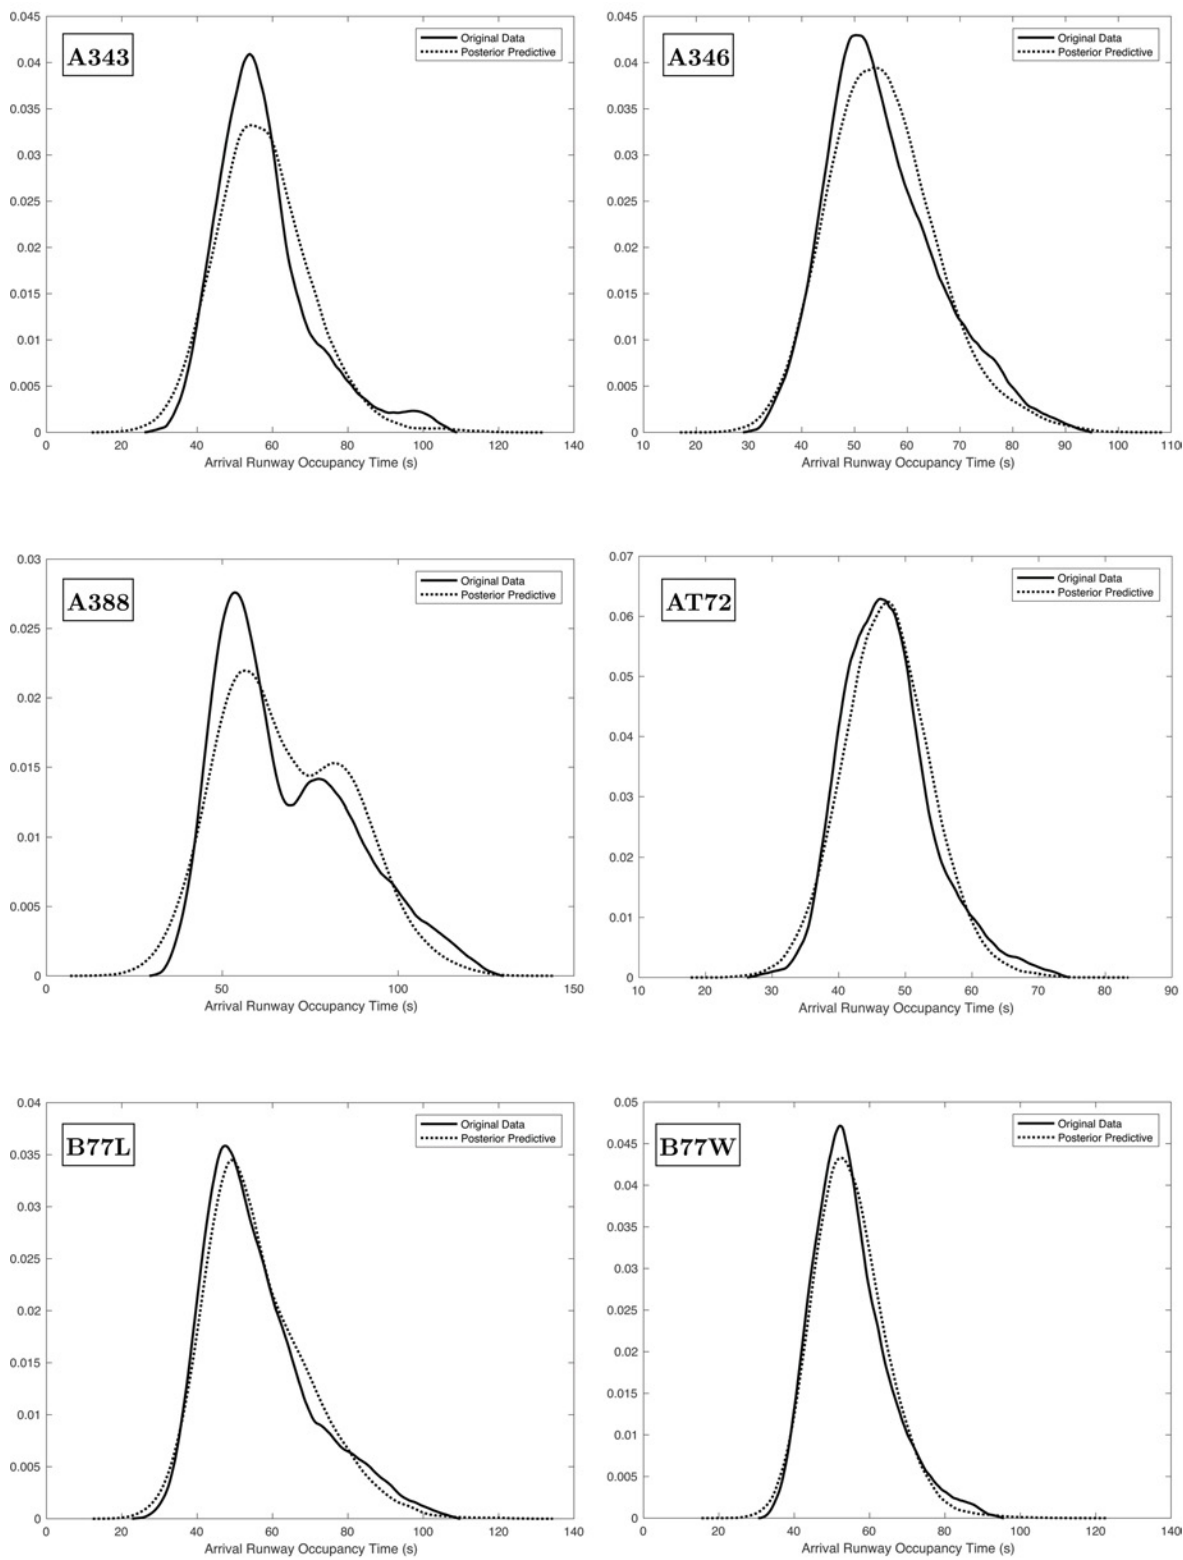 A343
Original Data
Posterior Predictive
0.045
0.04
0.035
0.03
0.025
0.02
0.015
0.01
0.005
0
0 20 40 60 80 100 120 140
Arrival Runway Occupancy Time (s)
A346
Original Data
Posterior Predictive
0.045
0.04
0.035
0.03
0.025
0.02
0.015
0.01
0.005
0
10 20 30 40 50 60 70 80 90 100 110
Arrival Runway Occupancy Time (s)
A388
Original Data
Posterior Predictive
0.03
0.025
0.02
0.015
0.01
0.005
0
0 50 100 150
Arrival Runway Occupancy Time (s)
AT72
Original Data
Posterior Predictive
0.07
0.06
0.05
0.04
0.03
0.02
0.01
0
10 20 30 40 50 60 70 80 90
Arrival Runway Occupancy Time (s)
B77L
Original Data
Posterior Predictive
0.04
0.035
0.03
0.025
0.02
0.015
0.01
0.005
0
0 20 40 60 80 100 120 140
Arrival Runway Occupancy Time (s)
B77W
Original Data
Posterior Predictive
0.05
0.045
0.04
0.035
0.03
0.025
0.02
0.015
0.01
0.005
0
0 20 40 60 80 100 120 140
Arrival Runway Occupancy Time (s)